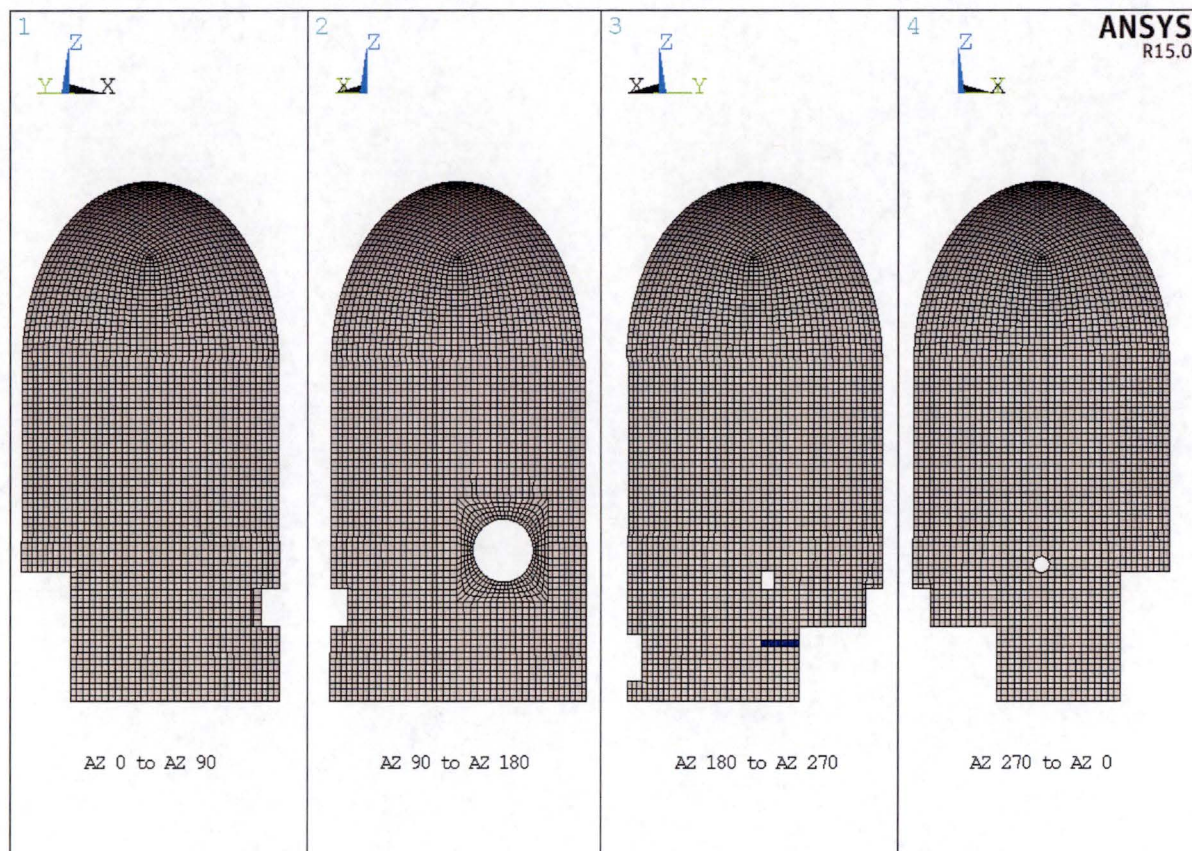 1 2 3 4 ANSYS
R15.0
Z Z Z Z
Y X X X Y X
AZ 0 to AZ 90 AZ 90 to AZ 180 AZ 180 to AZ 270 AZ 270 to AZ 0